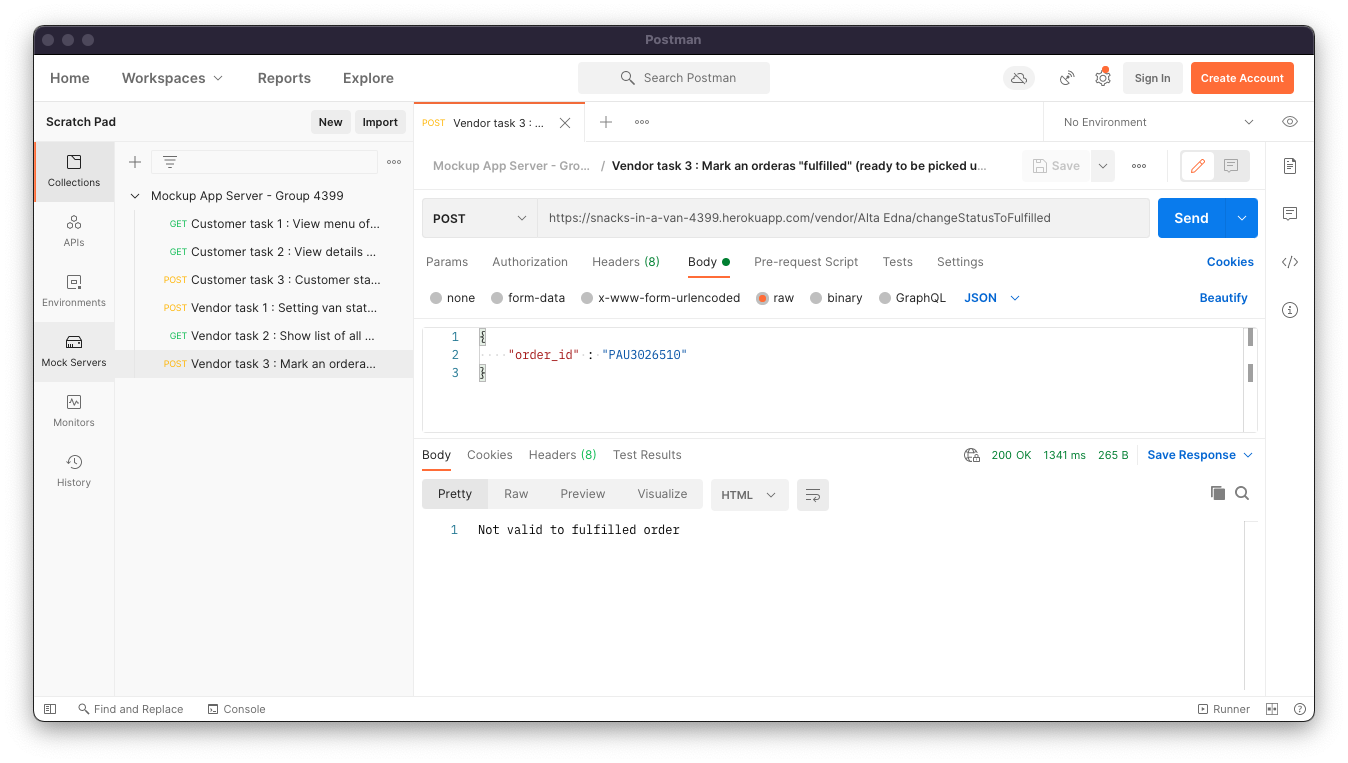 Postman
Home Workspaces Reports Explore Search Postman Sign In Create Account
Scratch Pad New Import
POST Vendor task 3 : ... No Environment
Collections
APIs
Environments
Mock Servers
Monitors
History
Mockup App Server - Group 4399
GET Customer task 1 : View menu of...
GET Customer task 2 : View details ...
POST Customer task 3 : Customer sta...
POST Vendor task 1 : Setting van stat...
GET Vendor task 2 : Show list of all ...
POST Vendor task 3 : Mark an ordera...
Mockup App Server - Gro... / Vendor task 3 : Mark an orderas "fulfilled" (ready to be picked u... Save
POST https://snacks-in-a-van-4399.herokuapp.com/vendor/Alta Edna/changeStatusToFulfilled Send
Params Authorization Headers (8) Body Pre-request Script Tests Settings Cookies
none form-data x-www-form-urlencoded raw binary GraphQL JSON Beautify
1 {
2 ····"order_id" : "PAU3026510"
3 }
Body Cookies Headers (8) Test Results 200 OK 1341 ms 265 B Save Response
Pretty Raw Preview Visualize HTML
1 Not valid to fulfilled order
Find and Replace Console Runner